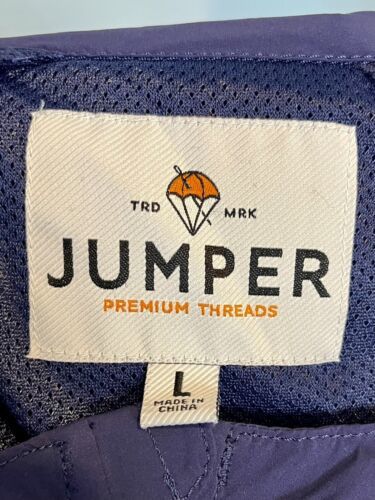 TRD MRK
JUMPER
PREMIUM THREADS
L
MADE IN
CHINA